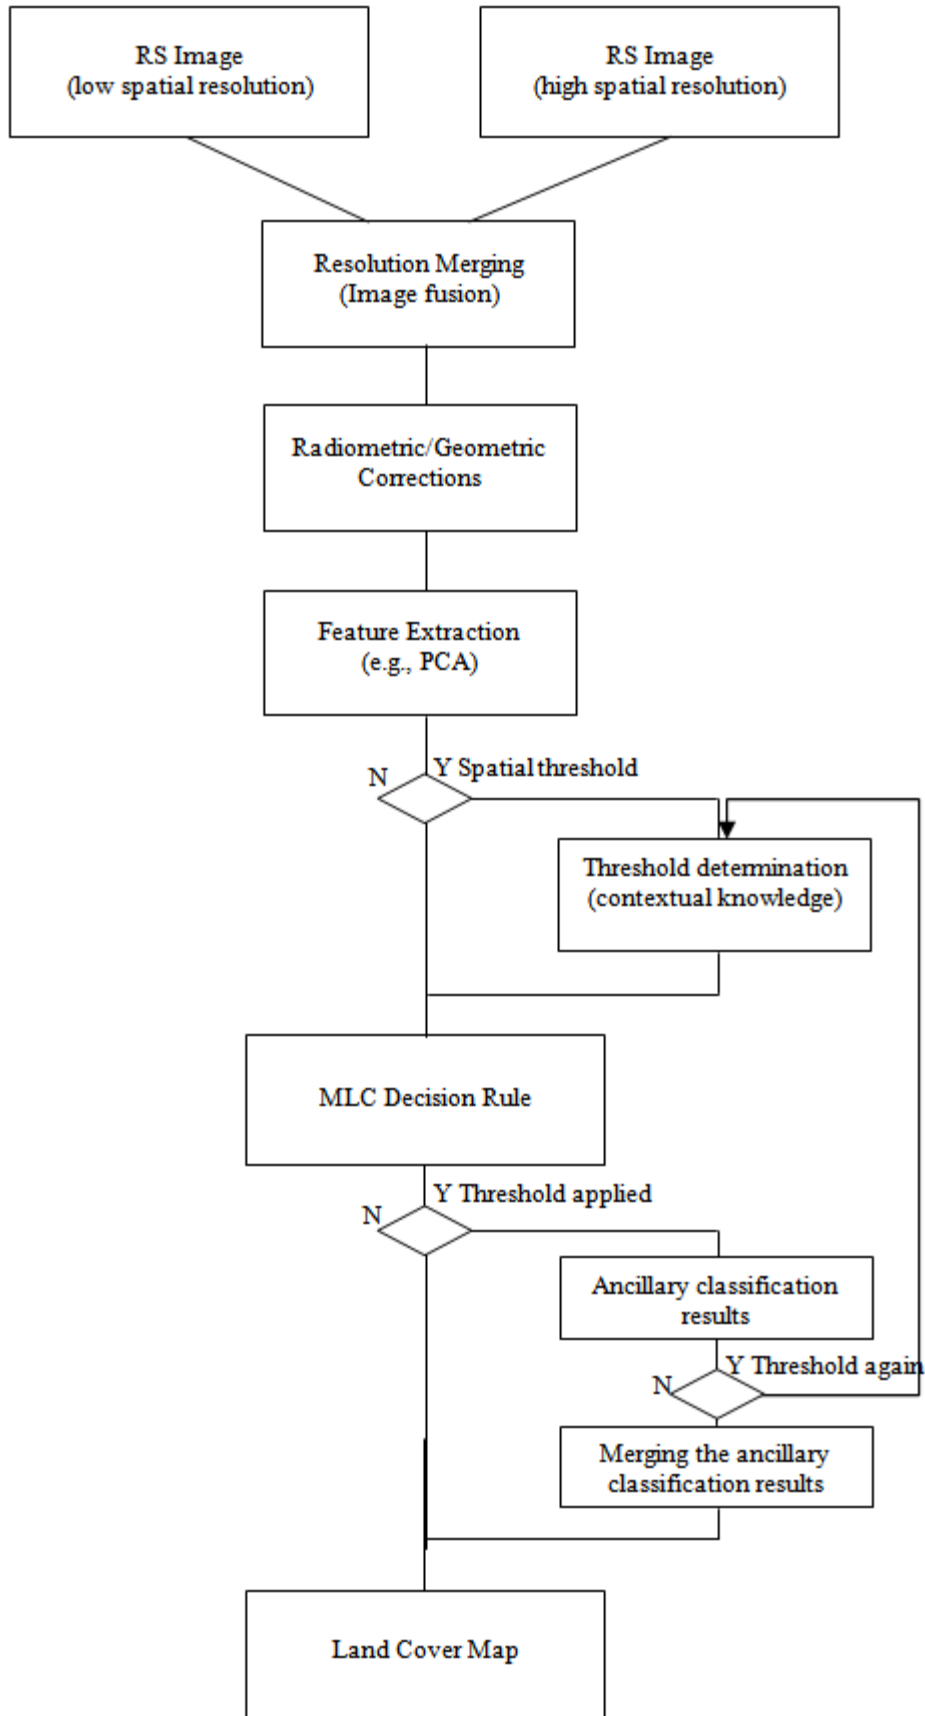 RS Image
(low spatial resolution)
RS Image
(high spatial resolution)
Resolution Merging
(Image fusion)
Radiometric/Geometric
Corrections
Feature Extraction
(e.g., PCA)
N
Y Spatial threshold
Threshold determination
(contextual knowledge)
MLC Decision Rule
N
Y Threshold applied
Ancillary classification
results
N
Y Threshold again
Merging the ancillary
classification results
Land Cover Map